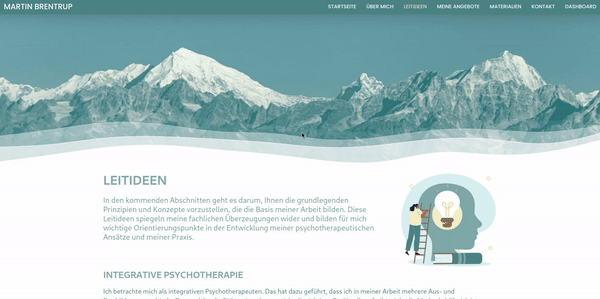 MARTIN BRENTRUP
STARTSEITE ÜBER MICH LEITIDEEN MEINE ANGEBOTE MATERIALIEN KONTAKT DASHBOARD
LEITIDEEN
In den kommenden Abschnitten geht es darum, Ihnen die grundlegenden
Prinzipien und Konzepte vorzustellen, die die Basis meiner Arbeit bilden. Diese
Leitideen spiegeln meine fachlichen Überzeugungen wider und bilden für mich
wichtige Orientierungspunkte in der Entwicklung meiner psychotherapeutischen
Ansätze und meiner Praxis.
INTEGRATIVE PSYCHOTHERAPIE
Ich betrachte mich als integrativen Psychotherapeuten. Das hat dazu geführt, dass ich in meiner Arbeit mehrere Aus- und